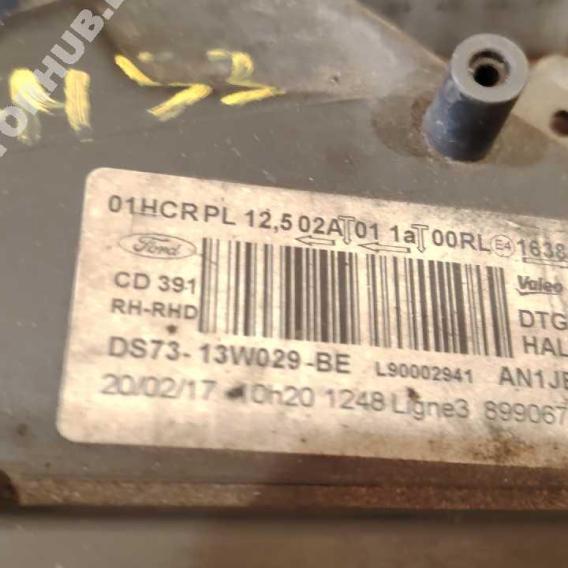 01HCR PL 12,5 02A 01 1a 00RL E4 1638
Ford
Valeo
CD 391
RH-RHD
DTG
HAL
DS73-13W029-BE L90002941 AN1JE
20/02/17 10h20 1248 Ligne3 899067